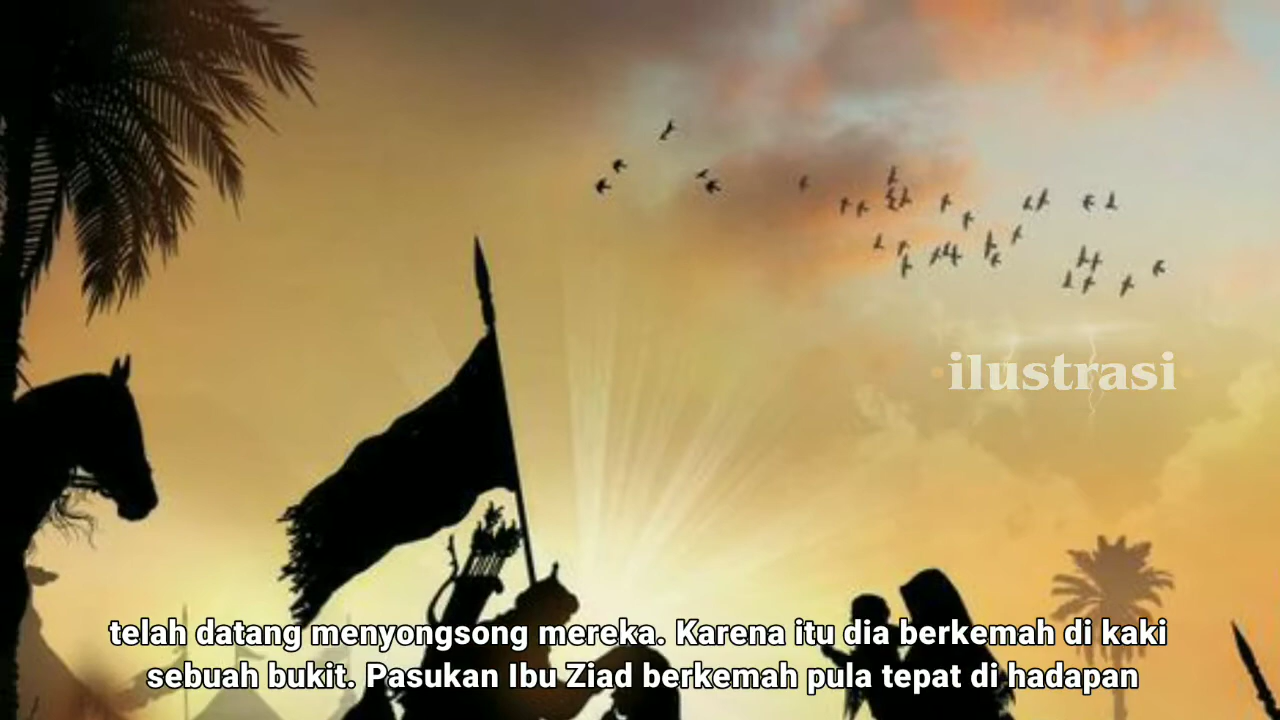 ilustrasi
telah datang menyongsong mereka. Karena itu dia berkemah di kaki
sebuah bukit. Pasukan Ibu Ziad berkemah pula tepat di hadapan